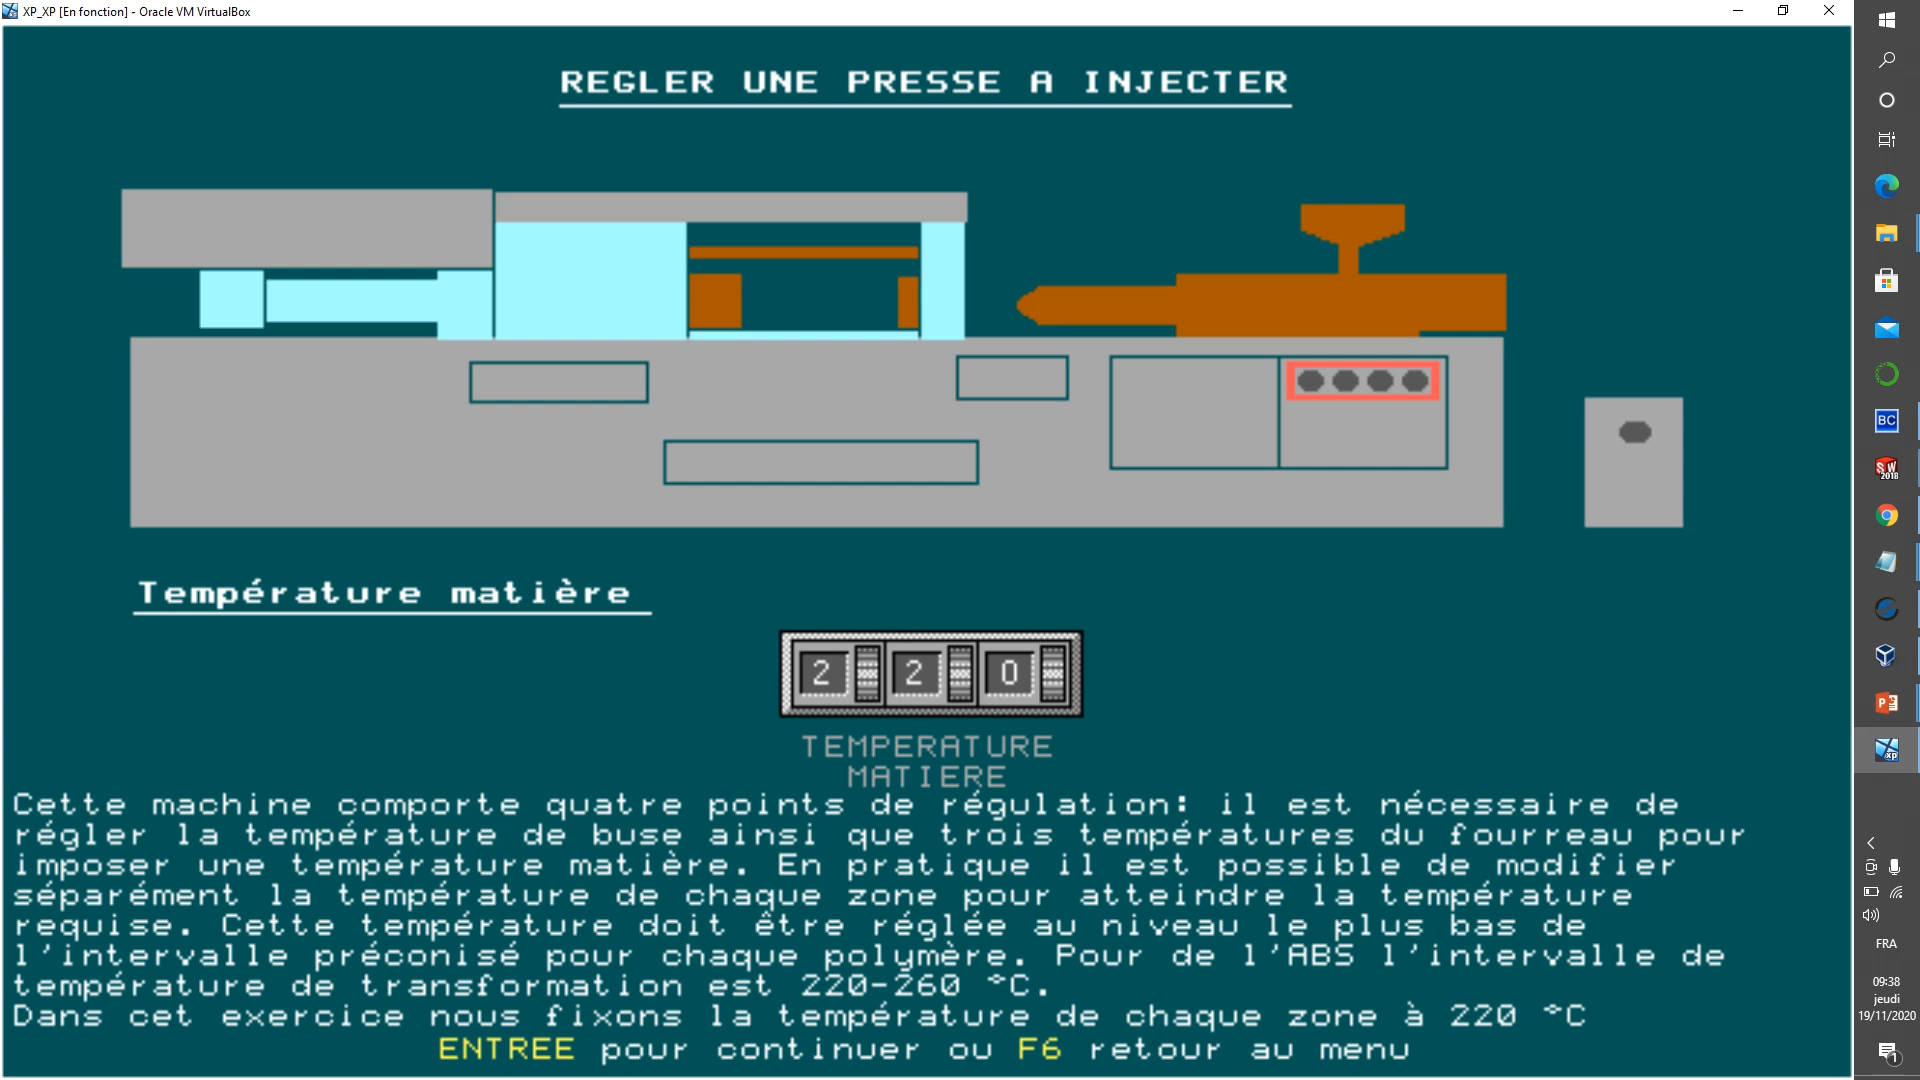 XP_XP [En fonction] - Oracle VM VirtualBox
REGLER UNE PRESSE A INJECTER
Température matière
2 2 0
TEMPERATURE
MATIERE
Cette machine comporte quatre points de régulation: il est nécessaire de
régler la température de buse ainsi que trois températures du fourreau pour
imposer une température matière. En pratique il est possible de modifier
séparément la température de chaque zone pour atteindre la température
requise. Cette température doit être réglée au niveau le plus bas de
l'intervalle préconisé pour chaque polymère. Pour de l'ABS l'intervalle de
température de transformation est 220-260 °C.
Dans cet exercice nous fixons la température de chaque zone à 220 °C
ENTREE pour continuer ou F6 retour au menu
BC
SW
2018
P
xp
FRA
09:38
jeudi
19/11/2020
1